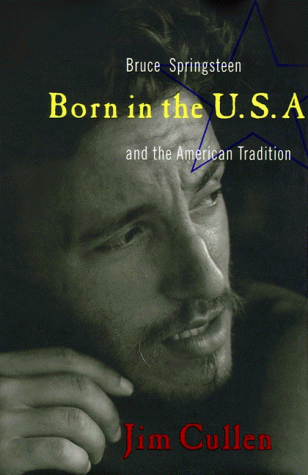 Bruce Springsteen
Born in the U.S.A
and the American Tradition
Jim Cullen